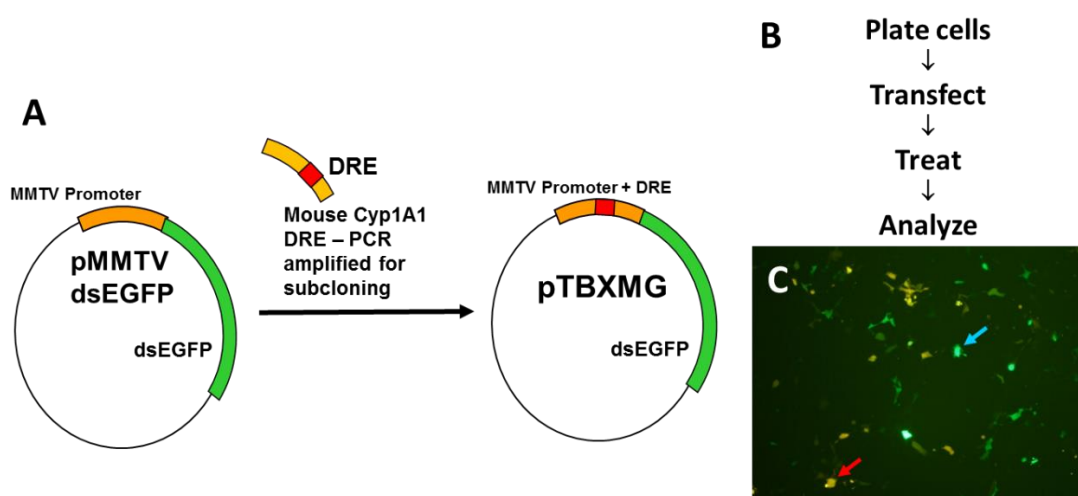 A
MMTV Promoter
pMMTV
dsEGFP
dsEGFP
DRE
Mouse Cyp1A1
DRE – PCR
amplified for
subcloning
MMTV Promoter + DRE
pTBXMG
dsEGFP
B
Plate cells
↓
Transfect
↓
Treat
↓
Analyze
C